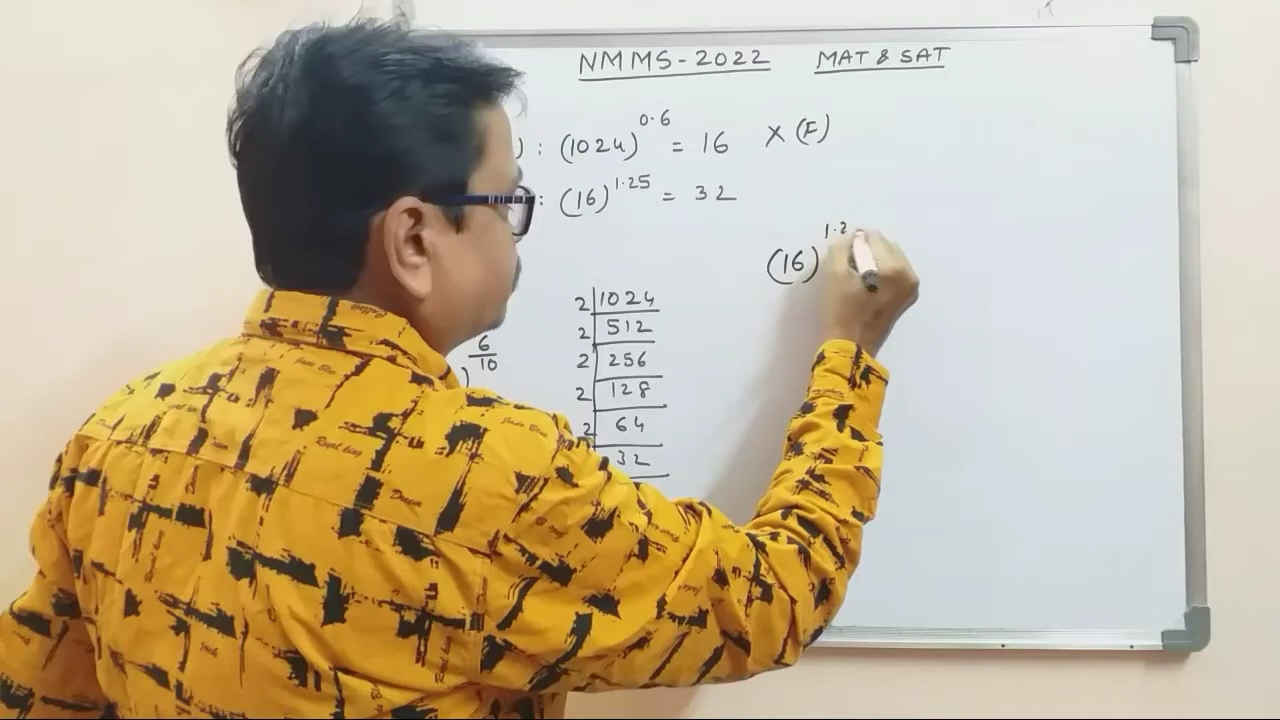 NMMS-2022 MAT & SAT
) : (1024)^0.6 = 16 × (F)
: (16)^1.25 = 32
(16)^1.2
2 | 1024
2 | 512
6/10
)
2 | 256
2 | 128
2 | 64
32